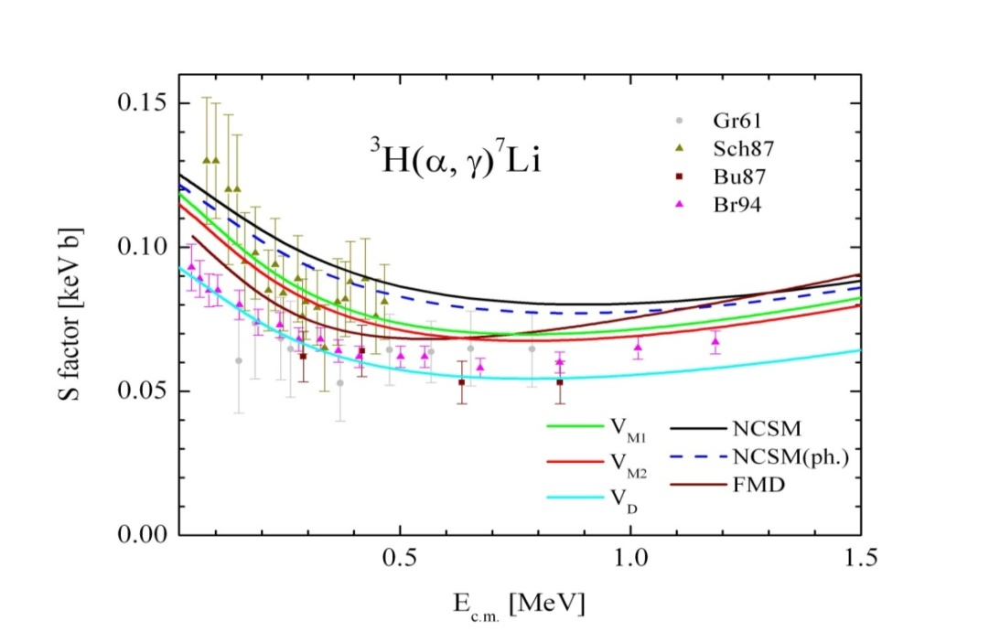 0.15
0.10
0.05
0.00
S factor [keV b]
³H(α, γ)⁷Li
Gr61
Sch87
Bu87
Br94
V_M1
V_M2
V_D
NCSM
NCSM(ph.)
FMD
0.5
1.0
1.5
E_c.m. [MeV]